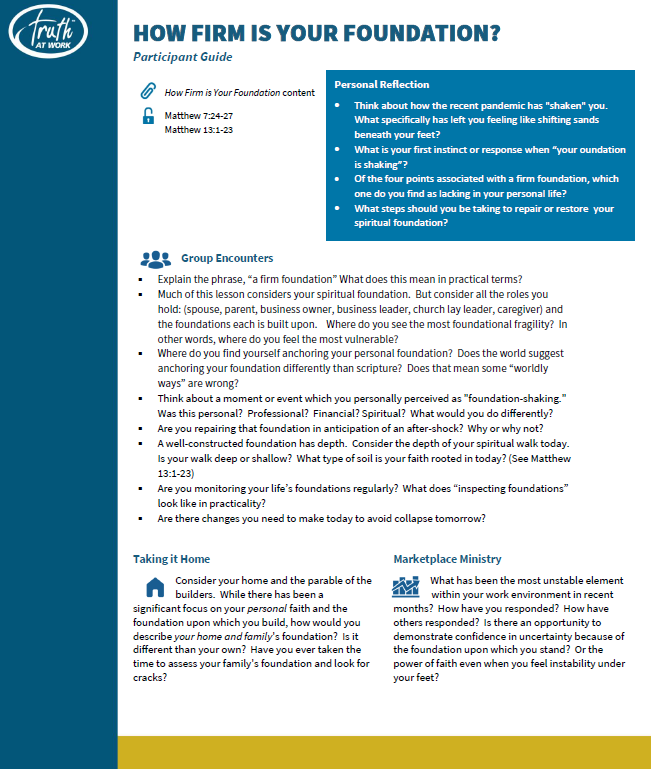 Truth
AT WORK
HOW FIRM IS YOUR FOUNDATION?
Participant Guide
How Firm is Your Foundation content
Matthew 7:24-27
Matthew 13:1-23
Personal Reflection
• Think about how the recent pandemic has "shaken" you.
What specifically has left you feeling like shifting sands
beneath your feet?
• What is your first instinct or response when “your oundation
is shaking”?
• Of the four points associated with a firm foundation, which
one do you find as lacking in your personal life?
• What steps should you be taking to repair or restore your
spiritual foundation?
Group Encounters
▪ Explain the phrase, “a firm foundation” What does this mean in practical terms?
▪ Much of this lesson considers your spiritual foundation. But consider all the roles you
hold: (spouse, parent, business owner, business leader, church lay leader, caregiver) and
the foundations each is built upon. Where do you see the most foundational fragility? In
other words, where do you feel the most vulnerable?
▪ Where do you find yourself anchoring your personal foundation? Does the world suggest
anchoring your foundation differently than scripture? Does that mean some “worldly
ways” are wrong?
▪ Think about a moment or event which you personally perceived as "foundation-shaking."
Was this personal? Professional? Financial? Spiritual? What would you do differently?
▪ Are you repairing that foundation in anticipation of an after-shock? Why or why not?
▪ A well-constructed foundation has depth. Consider the depth of your spiritual walk today.
Is your walk deep or shallow? What type of soil is your faith rooted in today? (See Matthew
13:1-23)
▪ Are you monitoring your life’s foundations regularly? What does “inspecting foundations”
look like in practicality?
▪ Are there changes you need to make today to avoid collapse tomorrow?
Taking it Home
Consider your home and the parable of the
builders. While there has been a
significant focus on your personal faith and the
foundation upon which you build, how would you
describe your home and family’s foundation? Is it
different than your own? Have you ever taken the
time to assess your family’s foundation and look for
cracks?
Marketplace Ministry
What has been the most unstable element
within your work environment in recent
months? How have you responded? How have
others responded? Is there an opportunity to
demonstrate confidence in uncertainty because of
the foundation upon which you stand? Or the
power of faith even when you feel instability under
your feet?